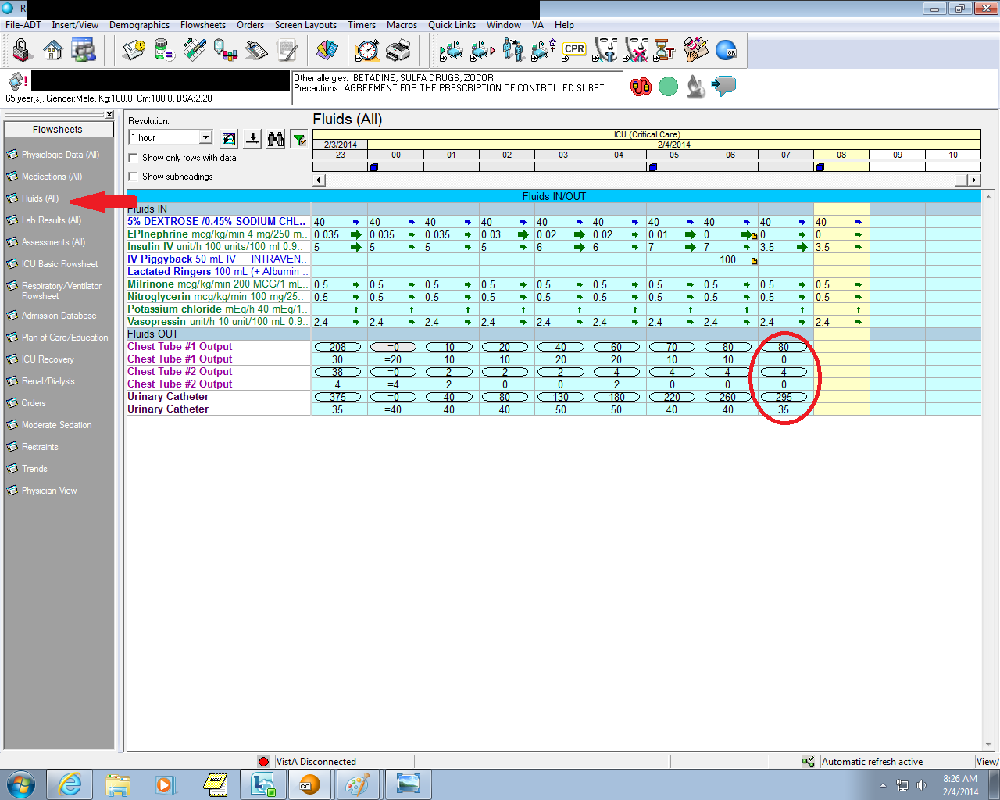 File-ADT Insert/View Demographics Flowsheets Orders Screen Layouts Timers Macros Quick Links Window VA Help
CPR
OR
Other allergies: BETADINE; SULFA DRUGS; ZOCOR
Precautions: AGREEMENT FOR THE PRESCRIPTION OF CONTROLLED SUBST...
65 year(s), Gender:Male, Kg:100.0, Cm:180.0, BSA:2.20
Flowsheets
Physiologic Data (All)
Medications (All)
Fluids (All)
Lab Results (All)
Assessments (All)
ICU Basic Flowsheet
Respiratory/Ventilator
Flowsheet
Admission Database
Plan of Care/Education
ICU Recovery
Renal/Dialysis
Orders
Moderate Sedation
Restraints
Trends
Physician View
Resolution:
1 hour
Show only rows with data
Show subheadings
Fluids (All)
ICU (Critical Care)
2/3/2014 2/4/2014
23 00 01 02 03 04 05 06 07 08 09 10
Fluids IN/OUT
Fluids IN
5% DEXTROSE /0.45% SODIUM CHL.. 40 40 40 40 40 40 40 40 40 40
EPInephrine mcg/kg/min 4 mg/250 m.. 0.035 0.035 0.035 0.03 0.02 0.02 0.01 0 0 0
Insulin IV unit/h 100 units/100 ml 0.9.. 5 5 5 5 6 6 7 7 3.5 3.5
IV Piggyback 50 mL IV INTRAVEN.. 100
Lactated Ringers 100 mL (+ Albumin ..
Milrinone mcg/kg/min 200 MCG/1 mL.. 0.5 0.5 0.5 0.5 0.5 0.5 0.5 0.5 0.5 0.5
Nitroglycerin mcg/kg/min 100 mg/25.. 0.5 0.5 0.5 0.5 0.5 0.5 0.5 0.5 0.5 0.5
Potassium chloride mEq/h 40 mEq/1..
Vasopressin unit/h 10 unit/100 mL 0.9.. 2.4 2.4 2.4 2.4 2.4 2.4 2.4 2.4 2.4 2.4
Fluids OUT
Chest Tube #1 Output 208 =0 10 20 40 60 70 80 80
Chest Tube #1 Output 30 =20 10 10 20 20 10 10 0
Chest Tube #2 Output 38 =0 2 2 2 4 4 4 4
Chest Tube #2 Output 4 =4 2 0 0 2 0 0 0
Urinary Catheter 375 =0 40 80 130 180 220 260 295
Urinary Catheter 35 =40 40 40 50 50 40 40 35
VistA Disconnected
Automatic refresh active
View/
CC
8:26 AM
2/4/2014